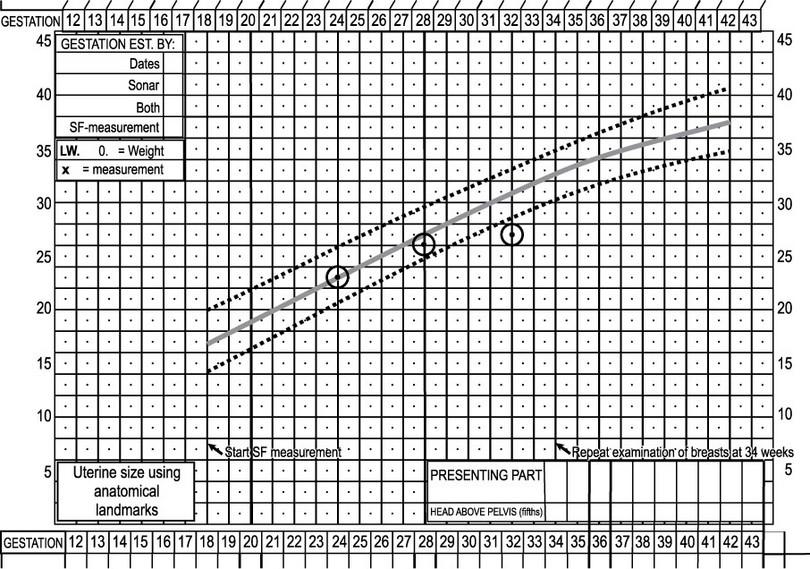 GESTATION 12 13 14 15 16 17 18 19 20 21 22 23 24 25 26 27 28 29 30 31 32 33 34 35 36 37 38 39 40 41 42 43
45 GESTATION EST. BY: 45
Dates
Sonar
40 Both 40
SF-measurement
35 LW. 0. = Weight 35
x = measurement
30 30
25 25
20 20
15 15
10 10
Start SF measurement Repeat examination of breasts at 34 weeks
5 Uterine size using PRESENTING PART 5
anatomical
landmarks HEAD ABOVE PELVIS (fifths)
GESTATION 12 13 14 15 16 17 18 19 20 21 22 23 24 25 26 27 28 29 30 31 32 33 34 35 36 37 38 39 40 41 42 43